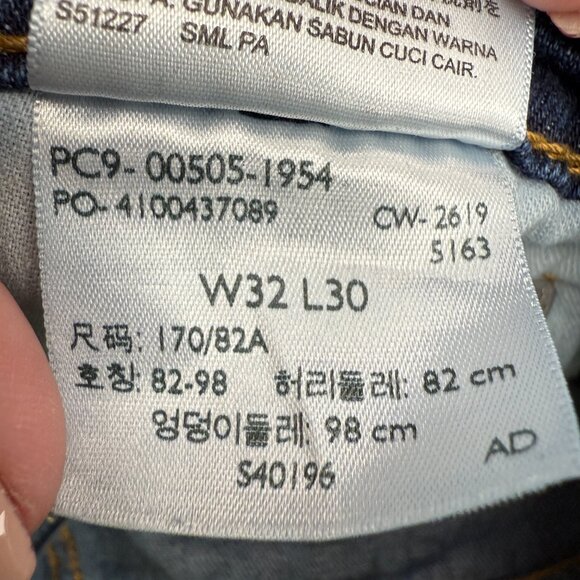 GUNAKAN SABUN CUCI CAIR.
DENGAN WARNA
S51227
SML PA
PC9-00505-1954
PO-4100437089
CW-2619
5163
W32 L30
尺码: 170/82A
호칭: 82-98 허리둘레: 82 cm
엉덩이둘레: 98 cm
S40196
AD